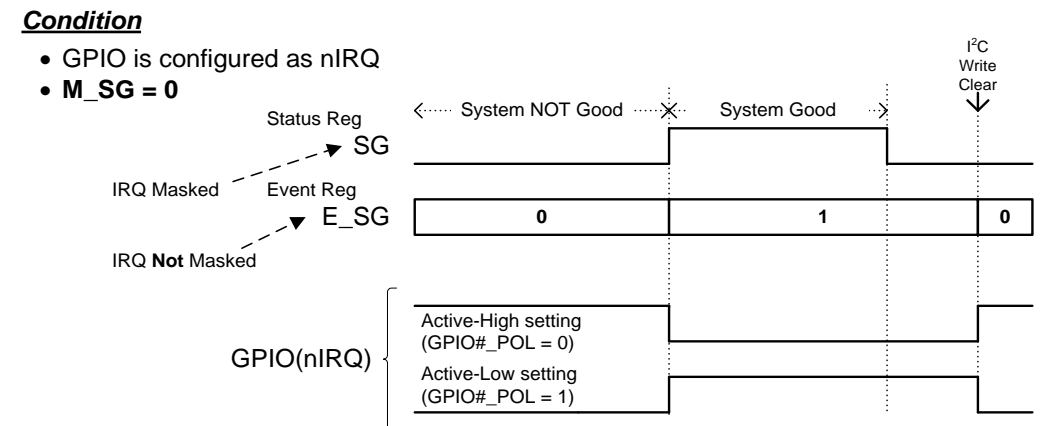 Condition
• GPIO is configured as nIRQ
• M_SG = 0
I²C
Write
Clear
System NOT Good
System Good
Status Reg
SG
IRQ Masked
Event Reg
E_SG
0
1
0
IRQ Not Masked
GPIO(nIRQ)
Active-High setting
(GPIO#_POL = 0)
Active-Low setting
(GPIO#_POL = 1)